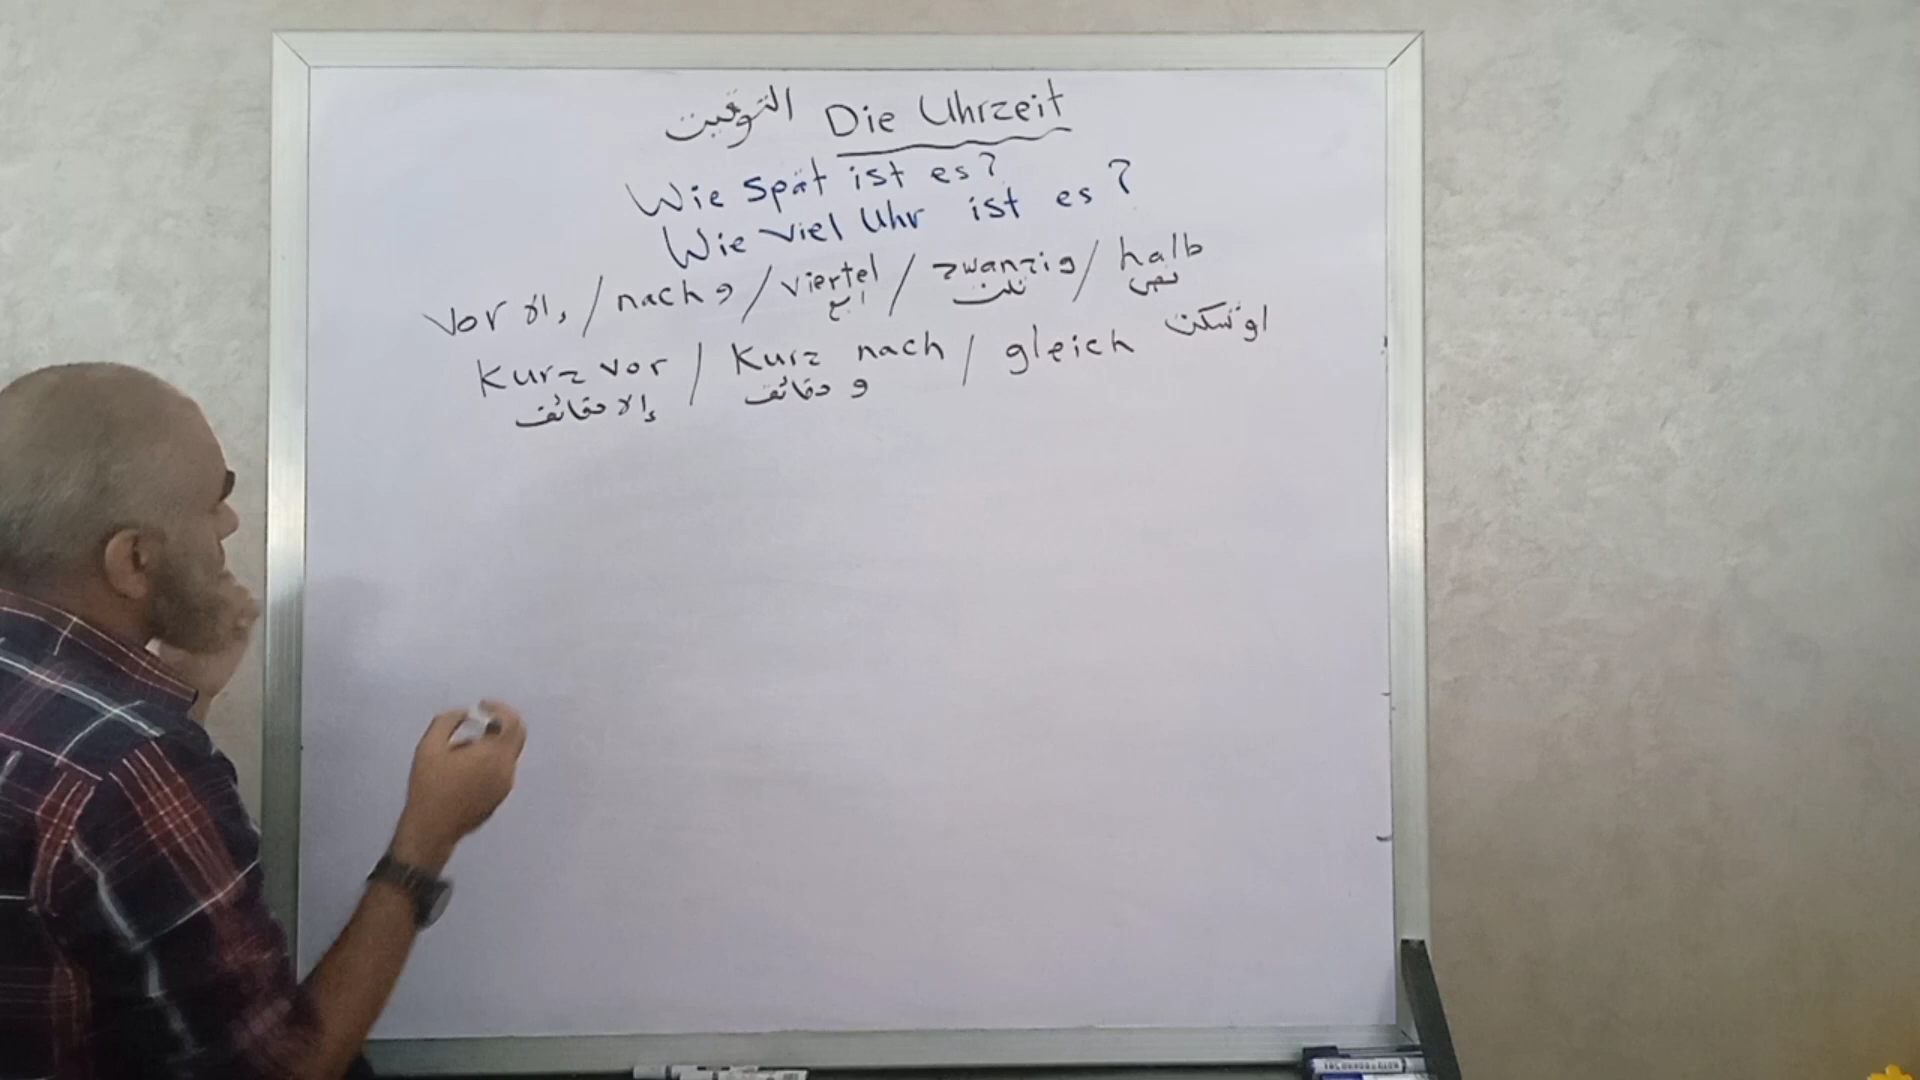 Die Uhrzeit التوقيت
Wie spät ist es?
Wie viel Uhr ist es?
Vor إلا / nach و / viertel / zwanzig / halb
ربع ثلث نص
Kurz vor / Kurz nach / gleich اوشكت
إلا دقائق و دقائق